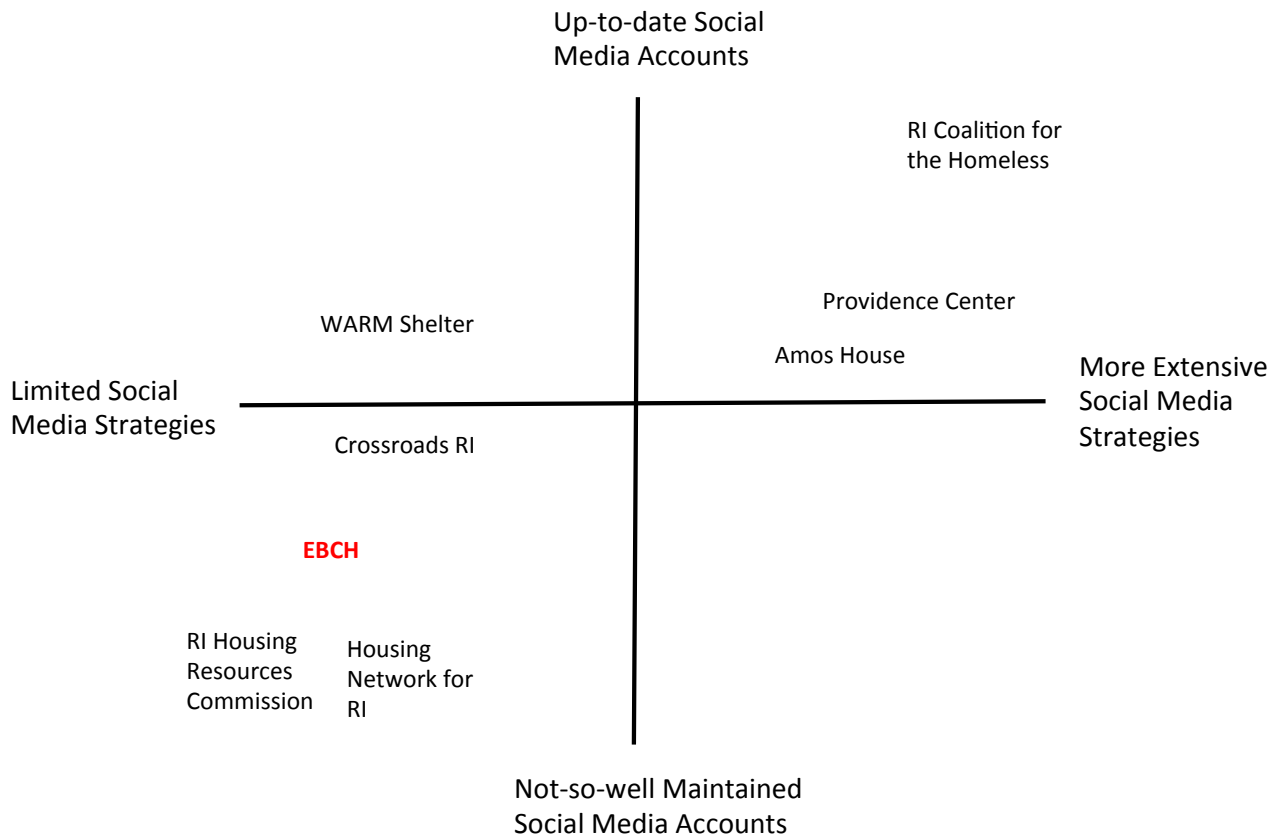 Up-to-date Social
Media Accounts
RI Coalition for
the Homeless
Providence Center
WARM Shelter
Amos House
Limited Social
Media Strategies
More Extensive
Social Media
Strategies
Crossroads RI
EBCH
RI Housing
Resources
Commission
Housing
Network for
RI
Not-so-well Maintained
Social Media Accounts